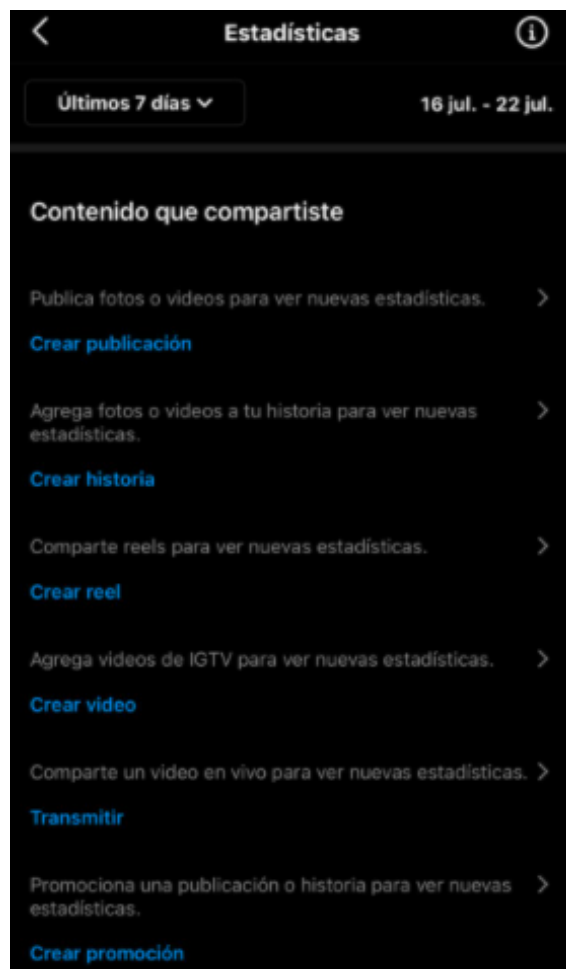 Estadísticas
Últimos 7 días
16 jul. - 22 jul.
Contenido que compartiste
Publica fotos o videos para ver nuevas estadísticas.
Crear publicación
Agrega fotos o videos a tu historia para ver nuevas
estadísticas.
Crear historia
Comparte reels para ver nuevas estadísticas.
Crear reel
Agrega videos de IGTV para ver nuevas estadísticas.
Crear video
Comparte un video en vivo para ver nuevas estadísticas.
Transmitir
Promociona una publicación o historia para ver nuevas
estadísticas.
Crear promoción